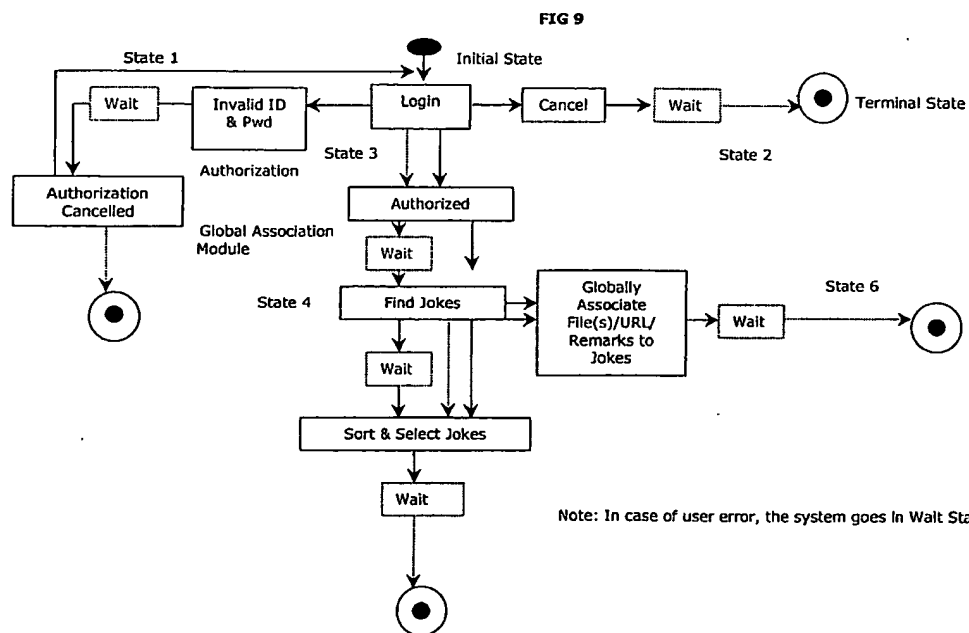 FIG 9
State 1
Initial State
Wait
Invalid ID
& Pwd
Login
Cancel
Wait
Terminal State
State 3
State 2
Authorization
Authorization
Cancelled
Authorized
Global Association
Module
Wait
State 4
Find Jokes
Globally
Associate
File(s)/URL/
Remarks to
Jokes
Wait
State 6
Wait
Sort & Select Jokes
Wait
Note: In case of user error, the system goes in Wait Sta